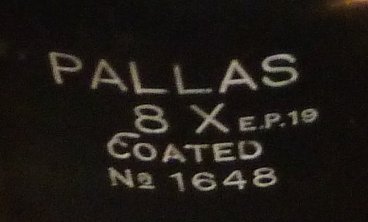 PALLAS
8 X E.P.19
COATED
№ 1648